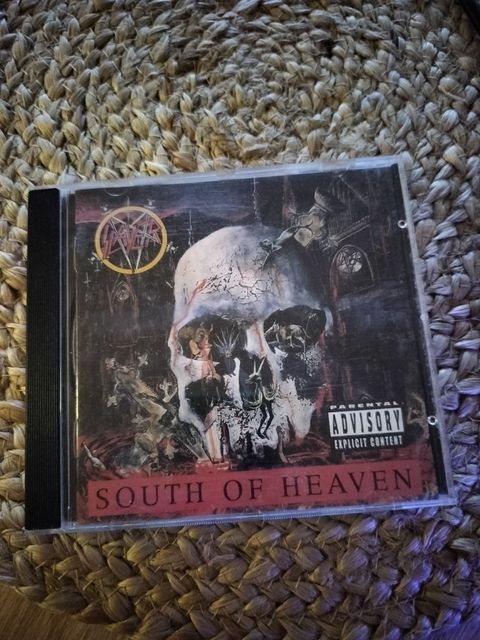 SLAYER
PARENTAL
ADVISORY
EXPLICIT CONTENT
SOUTH OF HEAVEN